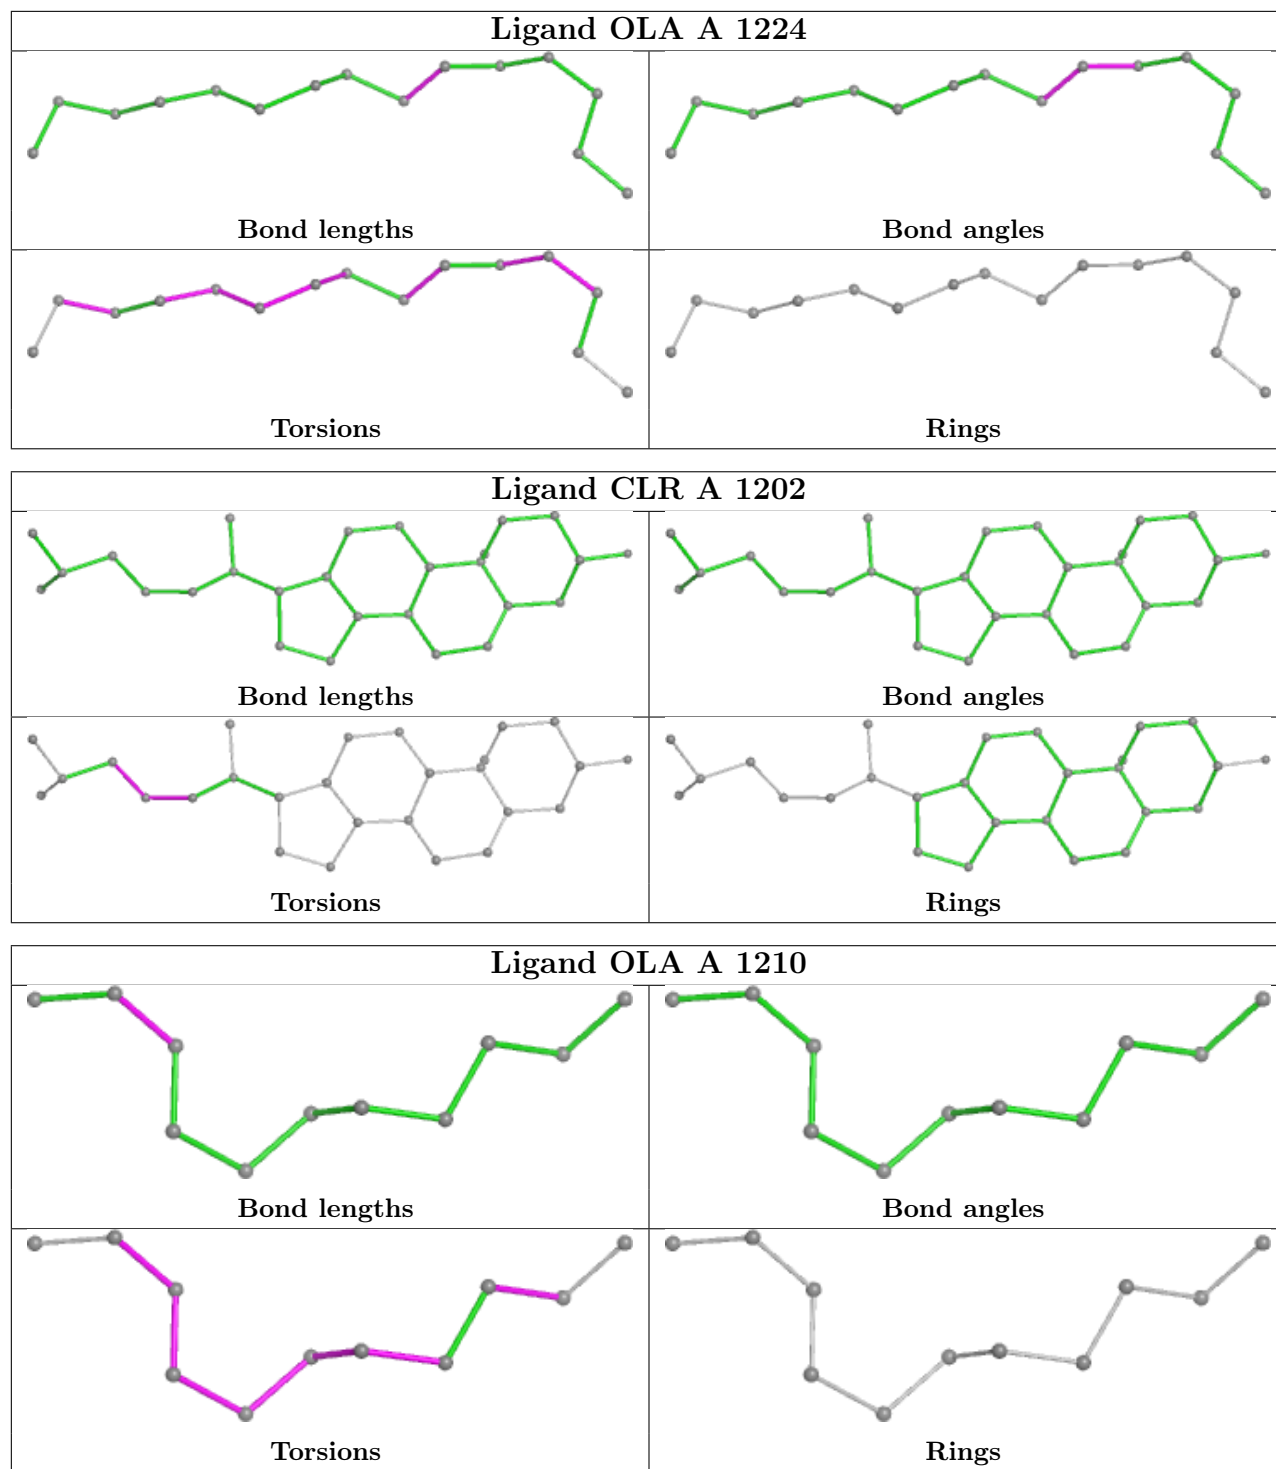 Ligand OLA A 1224
Bond lengths
Bond angles
Torsions
Rings
Ligand CLR A 1202
Bond lengths
Bond angles
Torsions
Rings
Ligand OLA A 1210
Bond lengths
Bond angles
Torsions
Rings